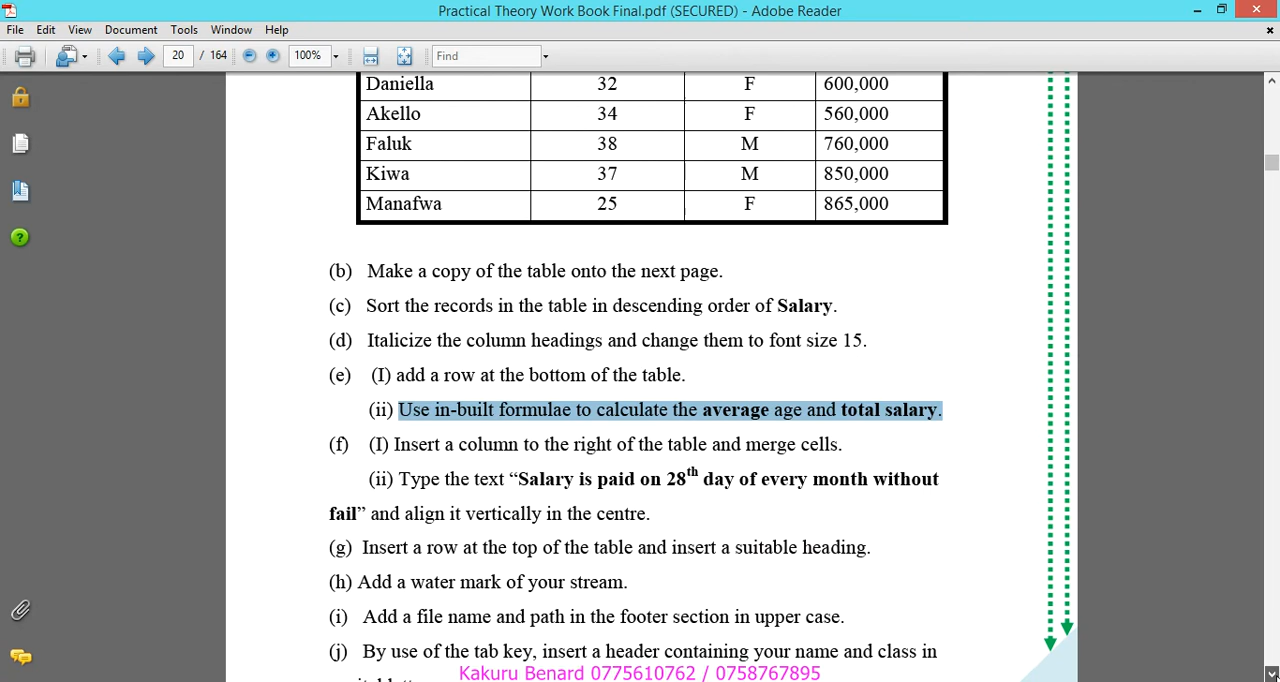 Practical Theory Work Book Final.pdf (SECURED) - Adobe Reader
File Edit View Document Tools Window Help
20 / 164 100% Find
Daniella 32 F 600,000
Akello 34 F 560,000
Faluk 38 M 760,000
Kiwa 37 M 850,000
Manafwa 25 F 865,000
(b) Make a copy of the table onto the next page.
(c) Sort the records in the table in descending order of Salary.
(d) Italicize the column headings and change them to font size 15.
(e) (I) add a row at the bottom of the table.
(ii) Use in-built formulae to calculate the average age and total salary.
(f) (I) Insert a column to the right of the table and merge cells.
(ii) Type the text “Salary is paid on 28th day of every month without
fail” and align it vertically in the centre.
(g) Insert a row at the top of the table and insert a suitable heading.
(h) Add a water mark of your stream.
(i) Add a file name and path in the footer section in upper case.
(j) By use of the tab key, insert a header containing your name and class in
Kakuru Benard 0775610762 / 0758767895